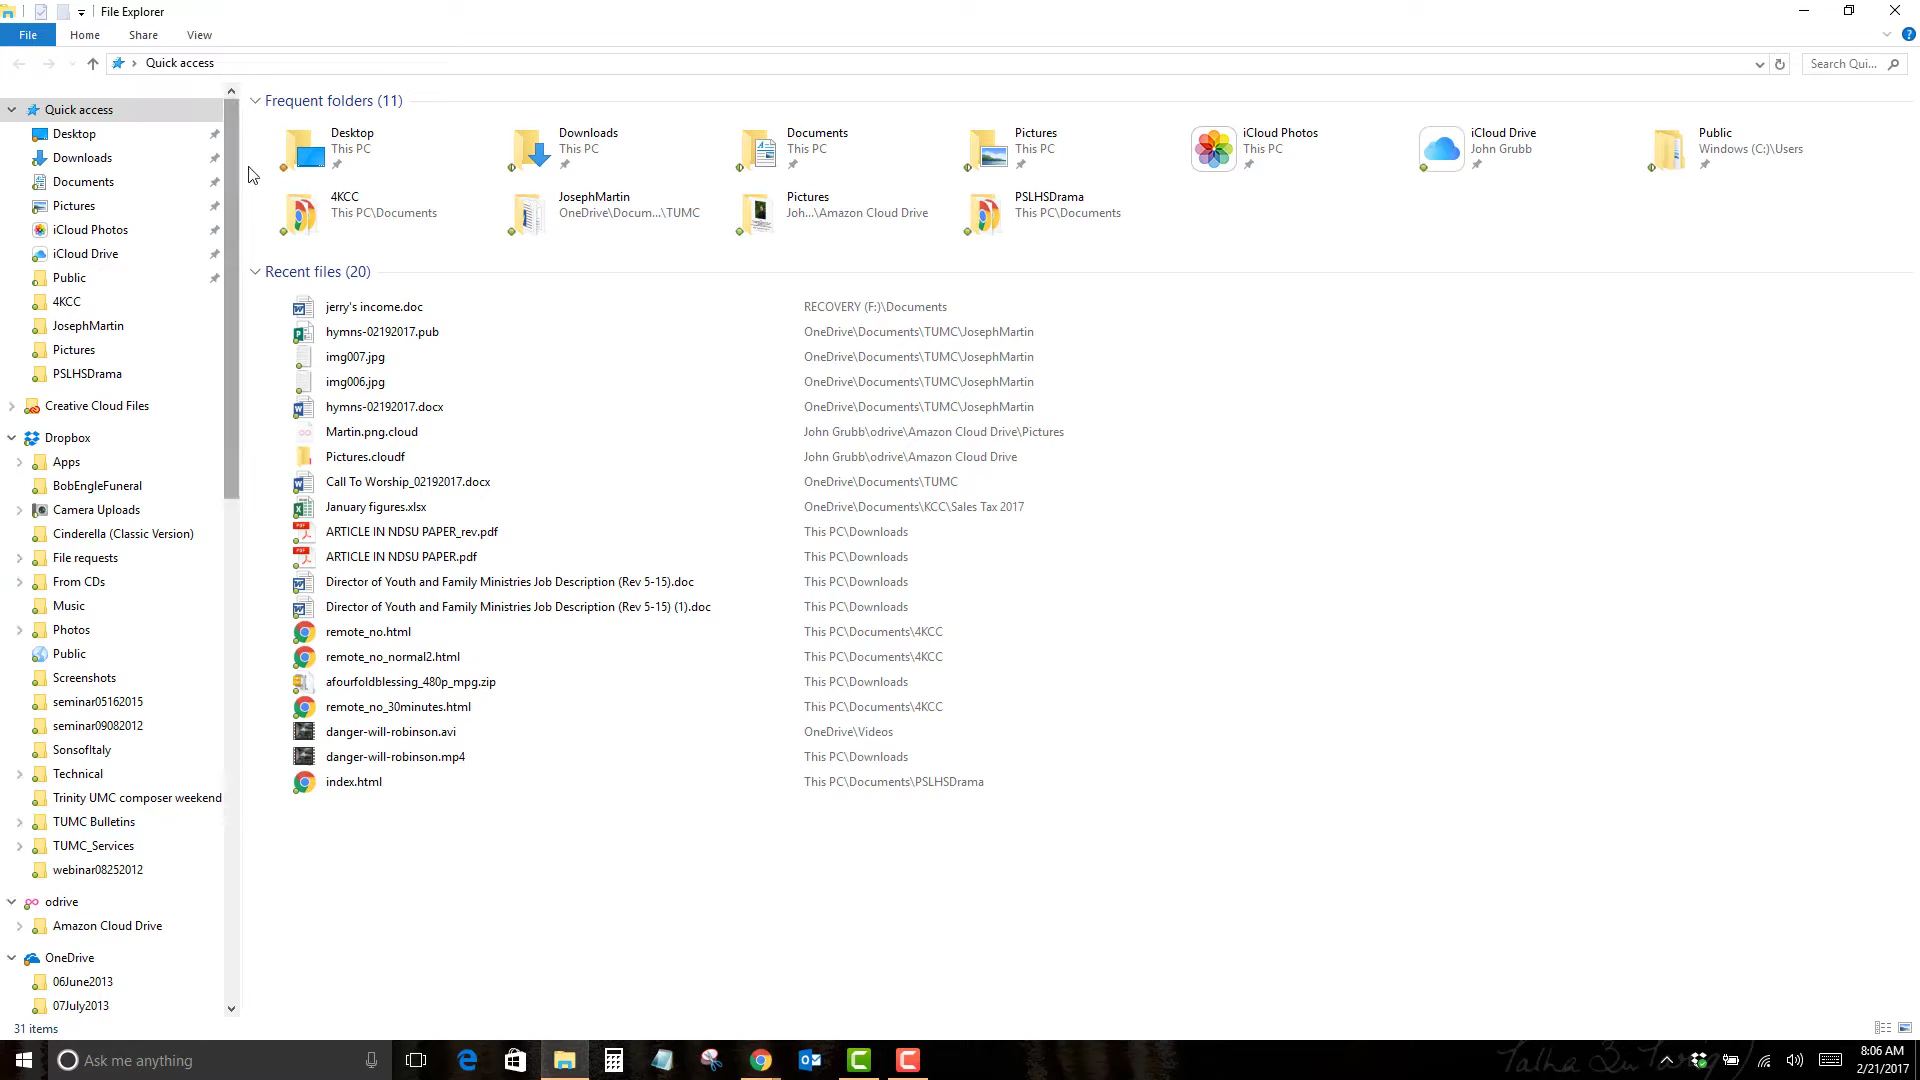 File Explorer
File Home Share View
Quick access
Search Qui...
Quick access
Desktop
Downloads
Documents
Pictures
iCloud Photos
iCloud Drive
Public
4KCC
JosephMartin
Pictures
PSLHSDrama
Creative Cloud Files
Dropbox
Apps
BobEngleFuneral
Camera Uploads
Cinderella (Classic Version)
File requests
From CDs
Music
Photos
Public
Screenshots
seminar05162015
seminar09082012
SonsofItaly
Technical
Trinity UMC composer weekend
TUMC Bulletins
TUMC_Services
webinar08252012
odrive
Amazon Cloud Drive
OneDrive
06June2013
07July2013
Frequent folders (11)
Desktop
This PC
Downloads
This PC
Documents
This PC
Pictures
This PC
iCloud Photos
This PC
iCloud Drive
John Grubb
Public
Windows (C:)\Users
4KCC
This PC\Documents
JosephMartin
OneDrive\Docum...\TUMC
Pictures
Joh...\Amazon Cloud Drive
PSLHSDrama
This PC\Documents
Recent files (20)
jerry's income.doc RECOVERY (F:)\Documents
hymns-02192017.pub OneDrive\Documents\TUMC\JosephMartin
img007.jpg OneDrive\Documents\TUMC\JosephMartin
img006.jpg OneDrive\Documents\TUMC\JosephMartin
hymns-02192017.docx OneDrive\Documents\TUMC\JosephMartin
Martin.png.cloud John Grubb\odrive\Amazon Cloud Drive\Pictures
Pictures.cloudf John Grubb\odrive\Amazon Cloud Drive
Call To Worship_02192017.docx OneDrive\Documents\TUMC
January figures.xlsx OneDrive\Documents\KCC\Sales Tax 2017
ARTICLE IN NDSU PAPER_rev.pdf This PC\Downloads
ARTICLE IN NDSU PAPER.pdf This PC\Downloads
Director of Youth and Family Ministries Job Description (Rev 5-15).doc This PC\Downloads
Director of Youth and Family Ministries Job Description (Rev 5-15) (1).doc This PC\Downloads
remote_no.html This PC\Documents\4KCC
remote_no_normal2.html This PC\Documents\4KCC
afourfoldblessing_480p_mpg.zip This PC\Downloads
remote_no_30minutes.html This PC\Documents\4KCC
danger-will-robinson.avi OneDrive\Videos
danger-will-robinson.mp4 This PC\Downloads
index.html This PC\Documents\PSLHSDrama
31 items
Ask me anything
8:06 AM
2/21/2017